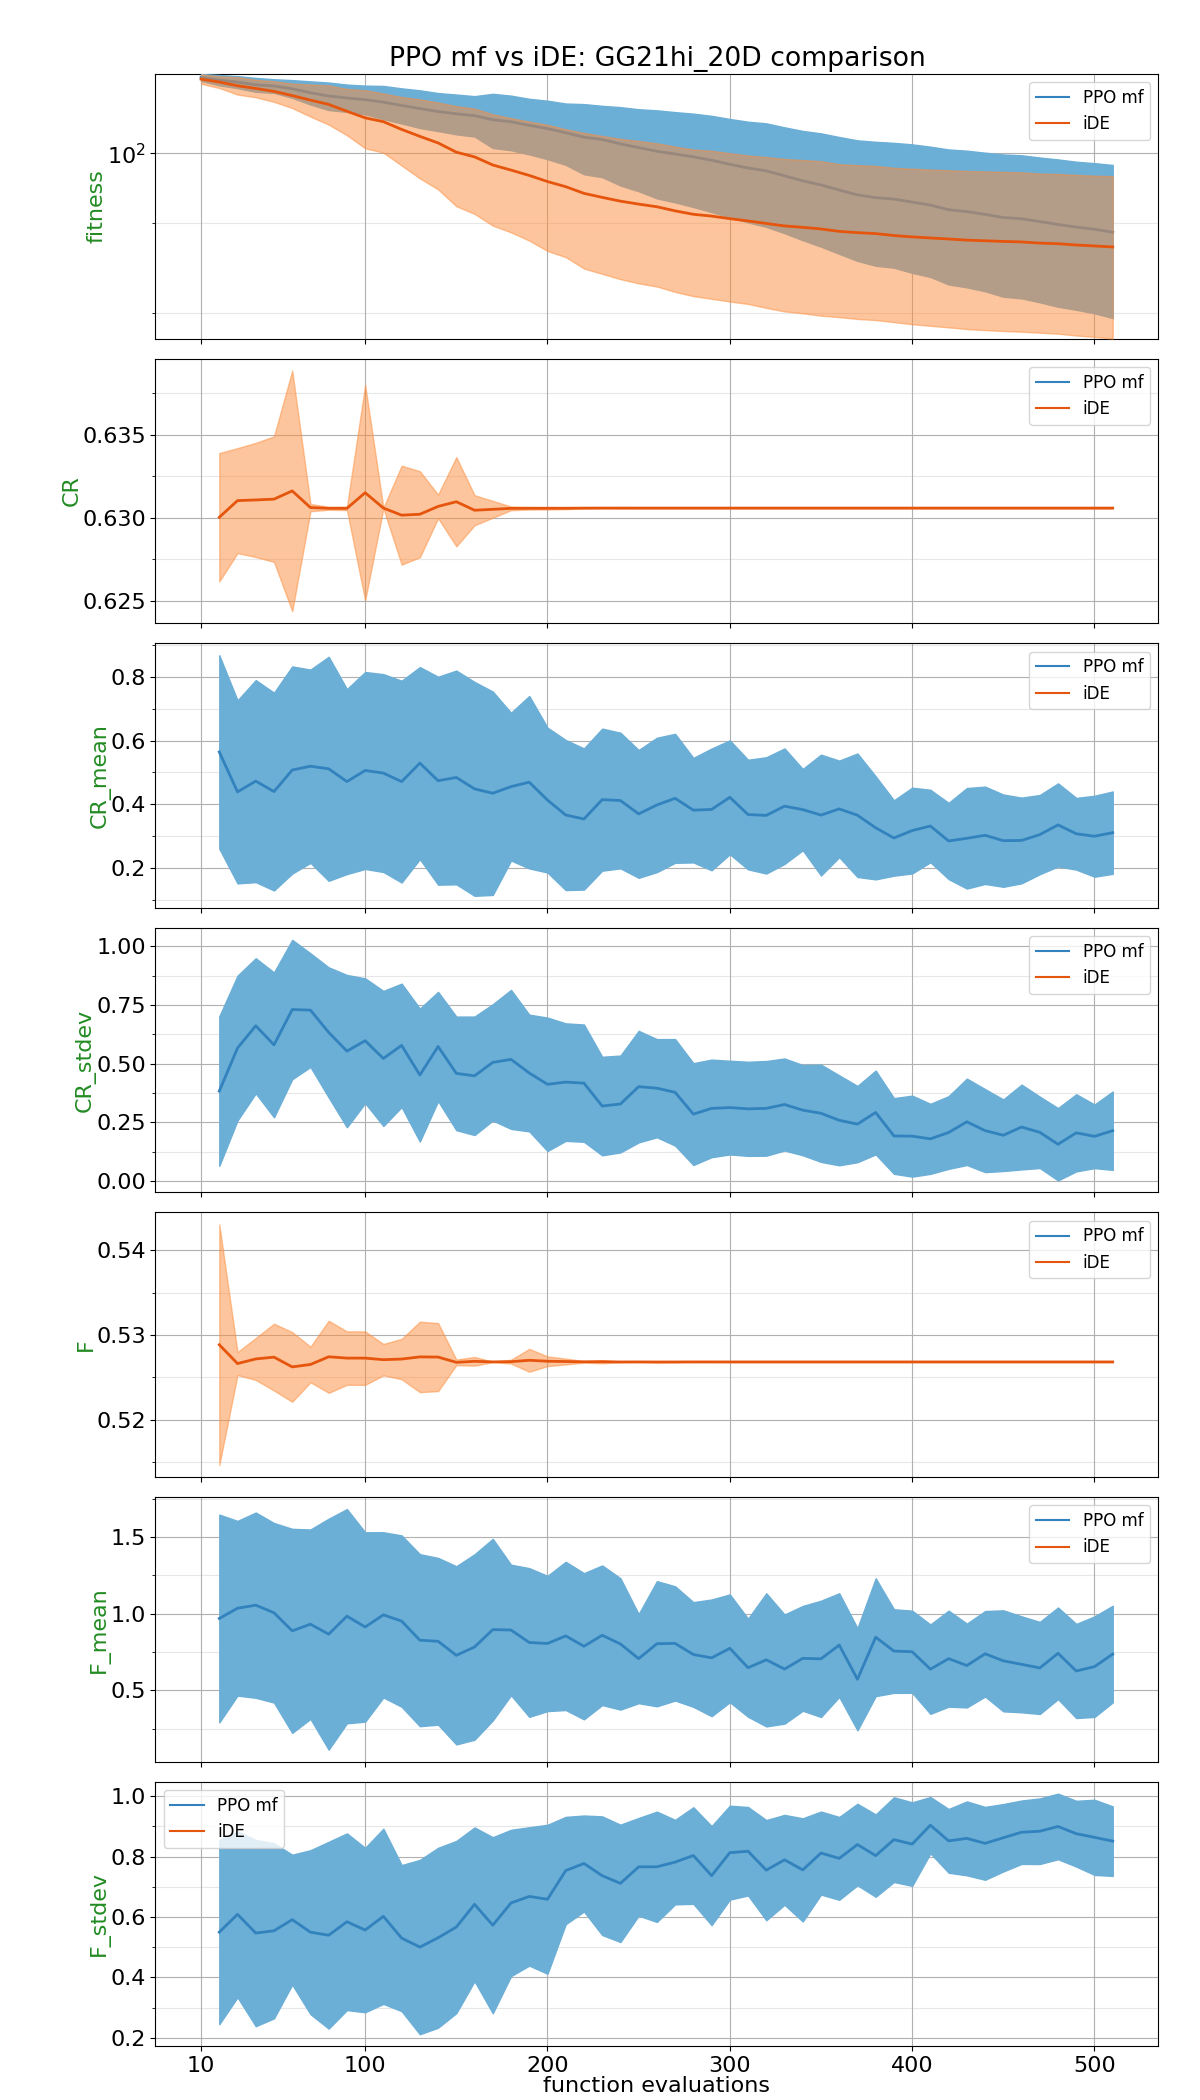 PPO mf vs iDE: GG21hi_20D comparison
10²
fitness
PPO mf
iDE
0.635
0.630
0.625
CR
PPO mf
iDE
0.8
0.6
0.4
0.2
CR_mean
PPO mf
iDE
1.00
0.75
0.50
0.25
0.00
CR_stdev
PPO mf
iDE
0.54
0.53
0.52
F
PPO mf
iDE
1.5
1.0
0.5
F_mean
PPO mf
iDE
1.0
0.8
0.6
0.4
0.2
F_stdev
PPO mf
iDE
10 100 200 300 400 500
function evaluations